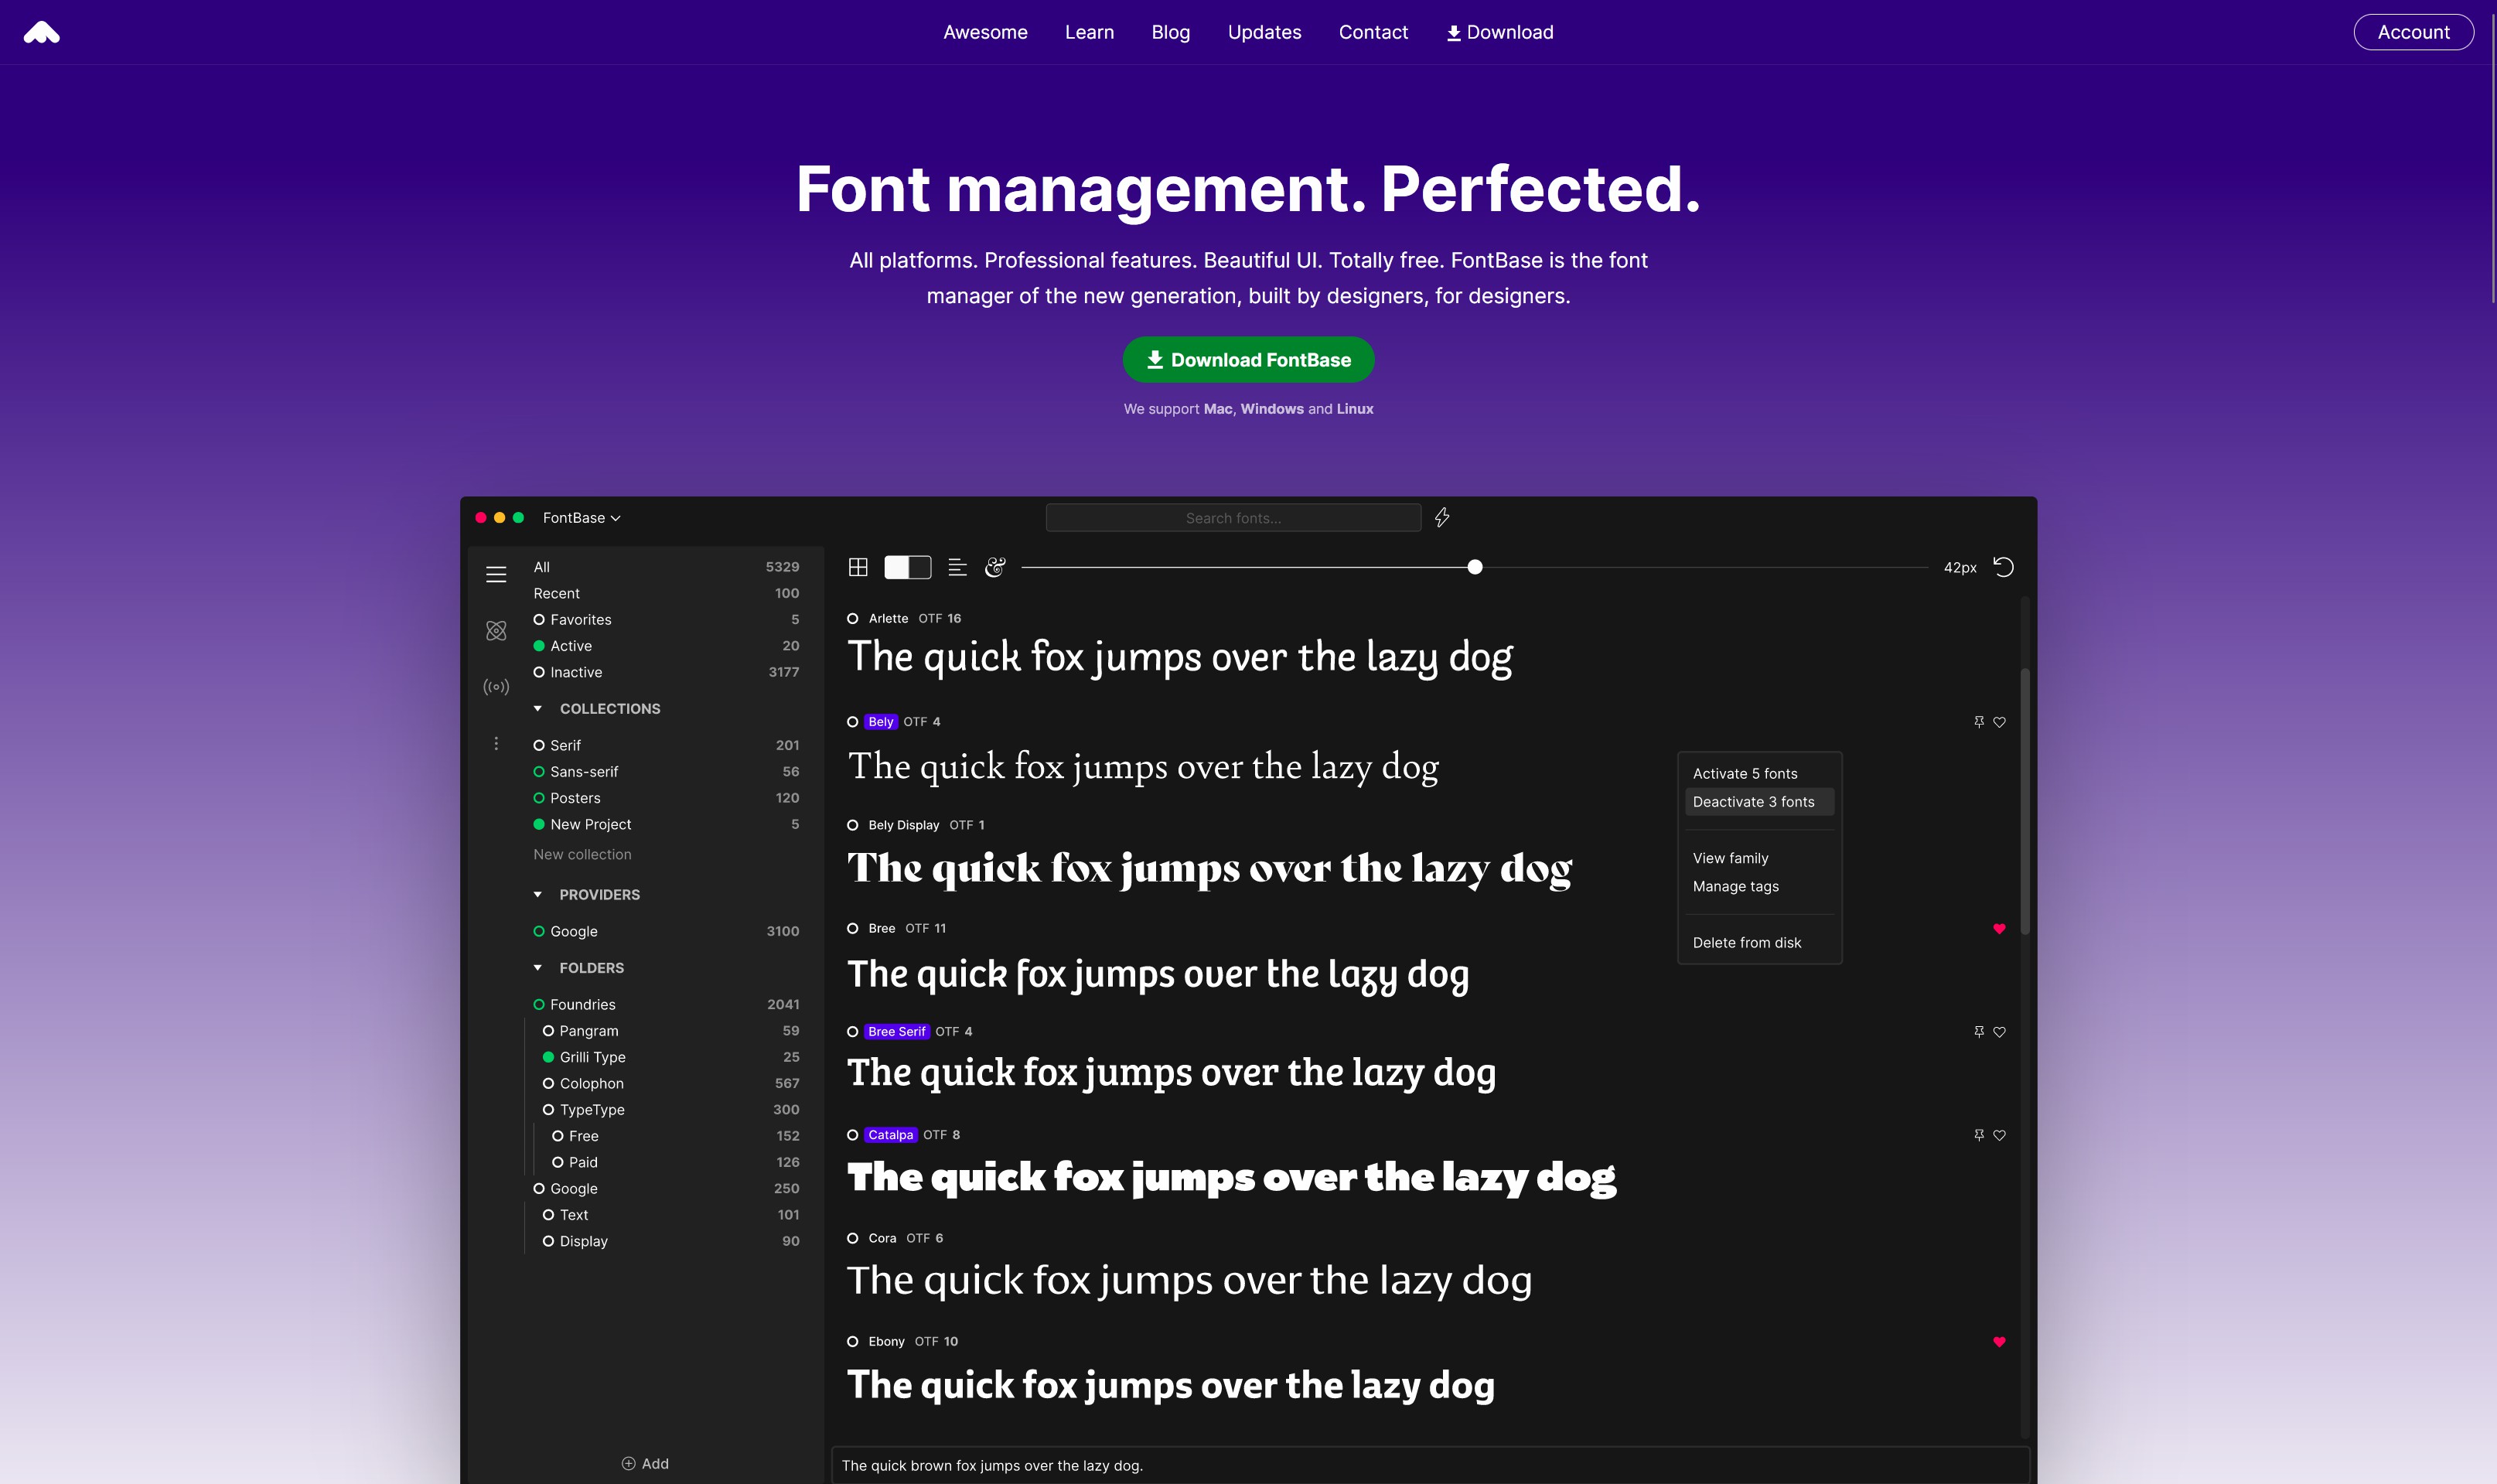 Awesome Learn Blog Updates Contact Download Account
Font management. Perfected.
All platforms. Professional features. Beautiful UI. Totally free. FontBase is the font
manager of the new generation, built by designers, for designers.
Download FontBase
We support Mac, Windows and Linux
FontBase
Search fonts...
All 5329
Recent 100
Favorites 5
Active 20
Inactive 3177
COLLECTIONS
Serif 201
Sans-serif 56
Posters 120
New Project 5
New collection
PROVIDERS
Google 3100
FOLDERS
Foundries 2041
Pangram 59
Grilli Type 25
Colophon 567
TypeType 300
Free 152
Paid 126
Google 250
Text 101
Display 90
Add
42px
Arlette OTF 16
The quick fox jumps over the lazy dog
Bely OTF 4
The quick fox jumps over the lazy dog
Bely Display OTF 1
The quick fox jumps over the lazy dog
Bree OTF 11
The quick fox jumps over the lazy dog
Bree Serif OTF 4
The quick fox jumps over the lazy dog
Catalpa OTF 8
The quick fox jumps over the lazy dog
Cora OTF 6
The quick fox jumps over the lazy dog
Ebony OTF 10
The quick fox jumps over the lazy dog
Activate 5 fonts
Deactivate 3 fonts
View family
Manage tags
Delete from disk
The quick brown fox jumps over the lazy dog.